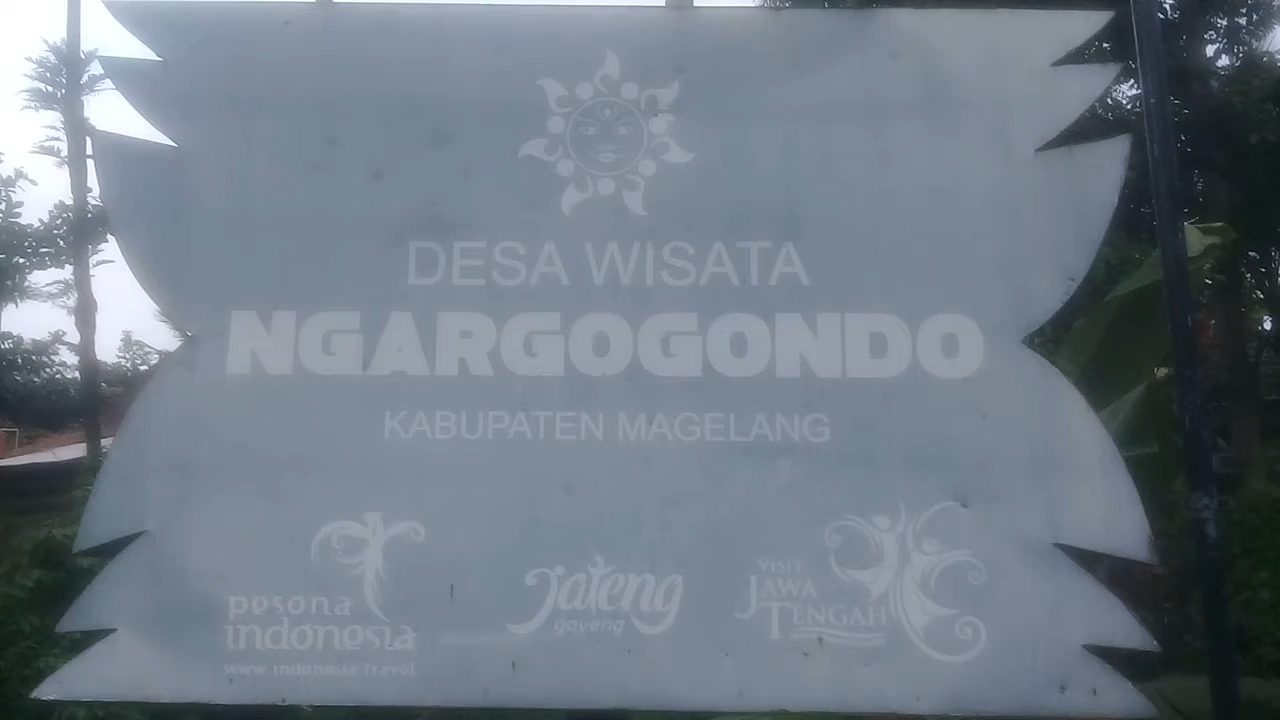 DESA WISATA
NGARGOGONDO
KABUPATEN MAGELANG
pesona
indonesia
www.indonesia.travel
Jateng
gayeng
VISIT
JAWA
TENGAH